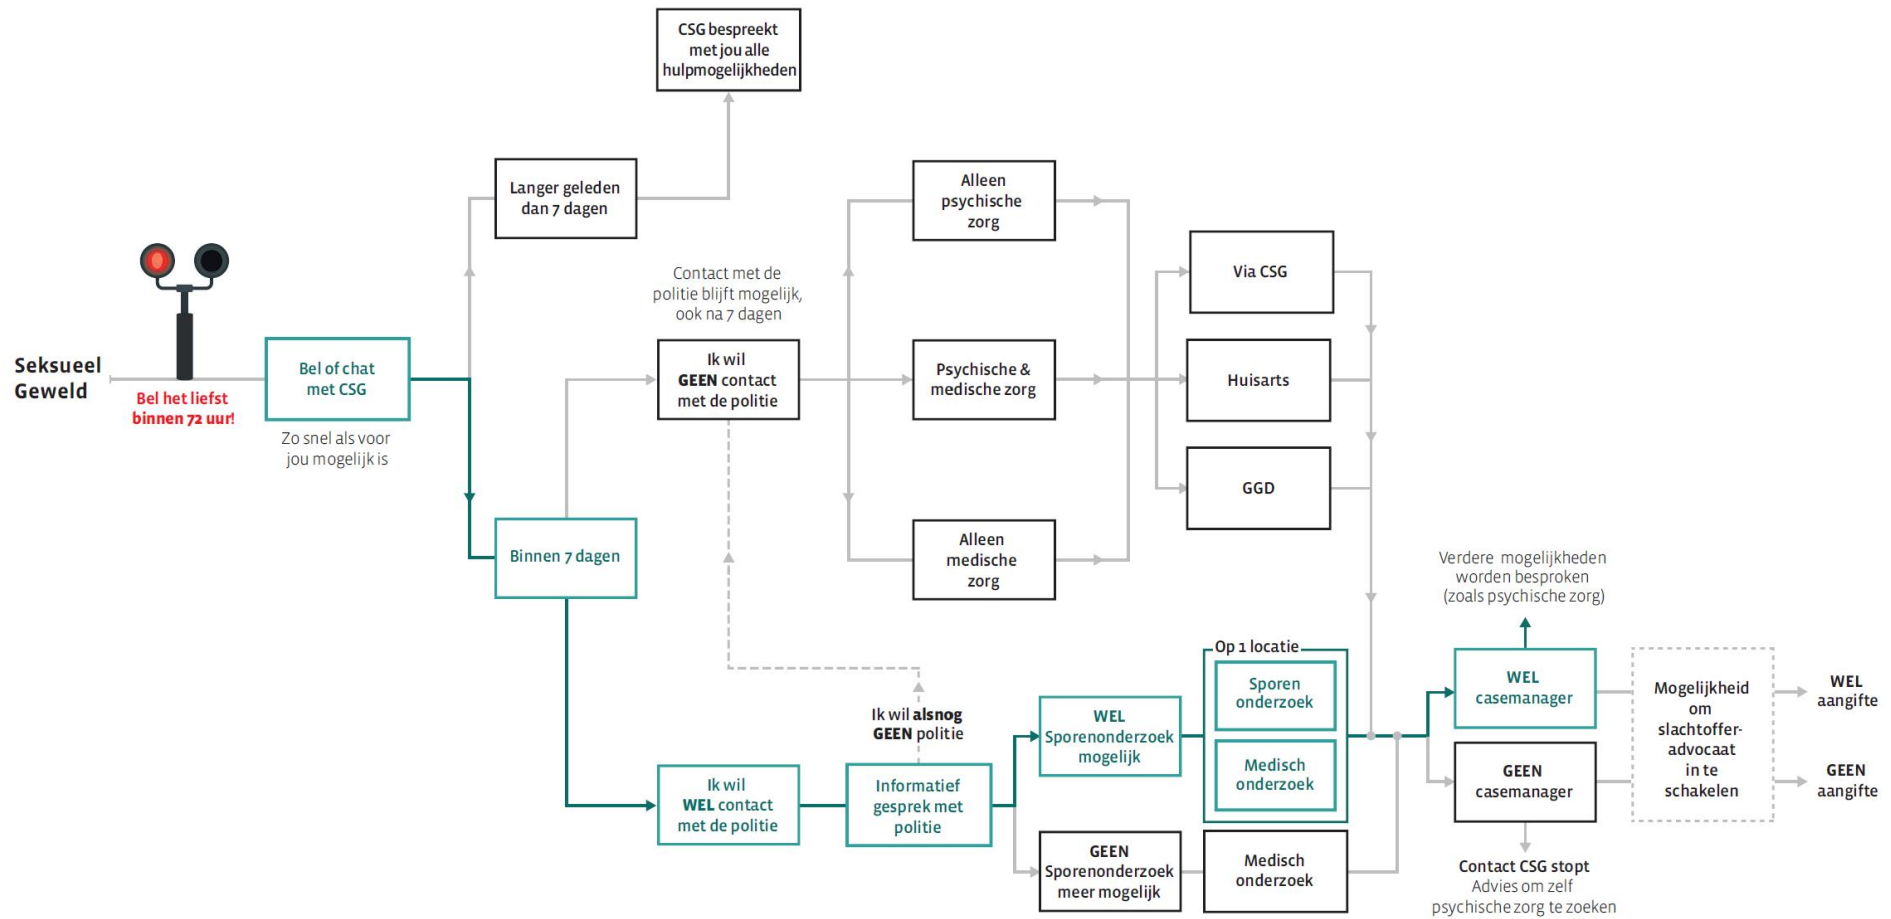 CSG bespreekt
met jou alle
hulpmogelijkheden
Langer geleden
dan 7 dagen
Seksueel
Geweld
Bel het liefst
binnen 72 uur!
Bel of chat
met CSG
Zo snel als voor
jou mogelijk is
Binnen 7 dagen
Contact met de
politie blijft mogelijk,
ook na 7 dagen
Ik wil
GEEN contact
met de politie
Alleen
psychische
zorg
Psychische &
medische zorg
Alleen
medische
zorg
Via CSG
Huisarts
GGD
Ik wil
WEL contact
met de politie
Ik wil alsnog
GEEN politie
Informatief
gesprek met
politie
WEL
Sporenonderzoek
mogelijk
GEEN
Sporenonderzoek
meer mogelijk
Op 1 locatie
Sporen
onderzoek
Medisch
onderzoek
Medisch
onderzoek
Verdere mogelijkheden
worden besproken
(zoals psychische zorg)
WEL
casemanager
GEEN
casemanager
Contact CSG stopt
Advies om zelf
psychische zorg te zoeken
Mogelijkheid
om
slachtoffer-
advocaat
in te
schakelen
WEL
aangifte
GEEN
aangifte